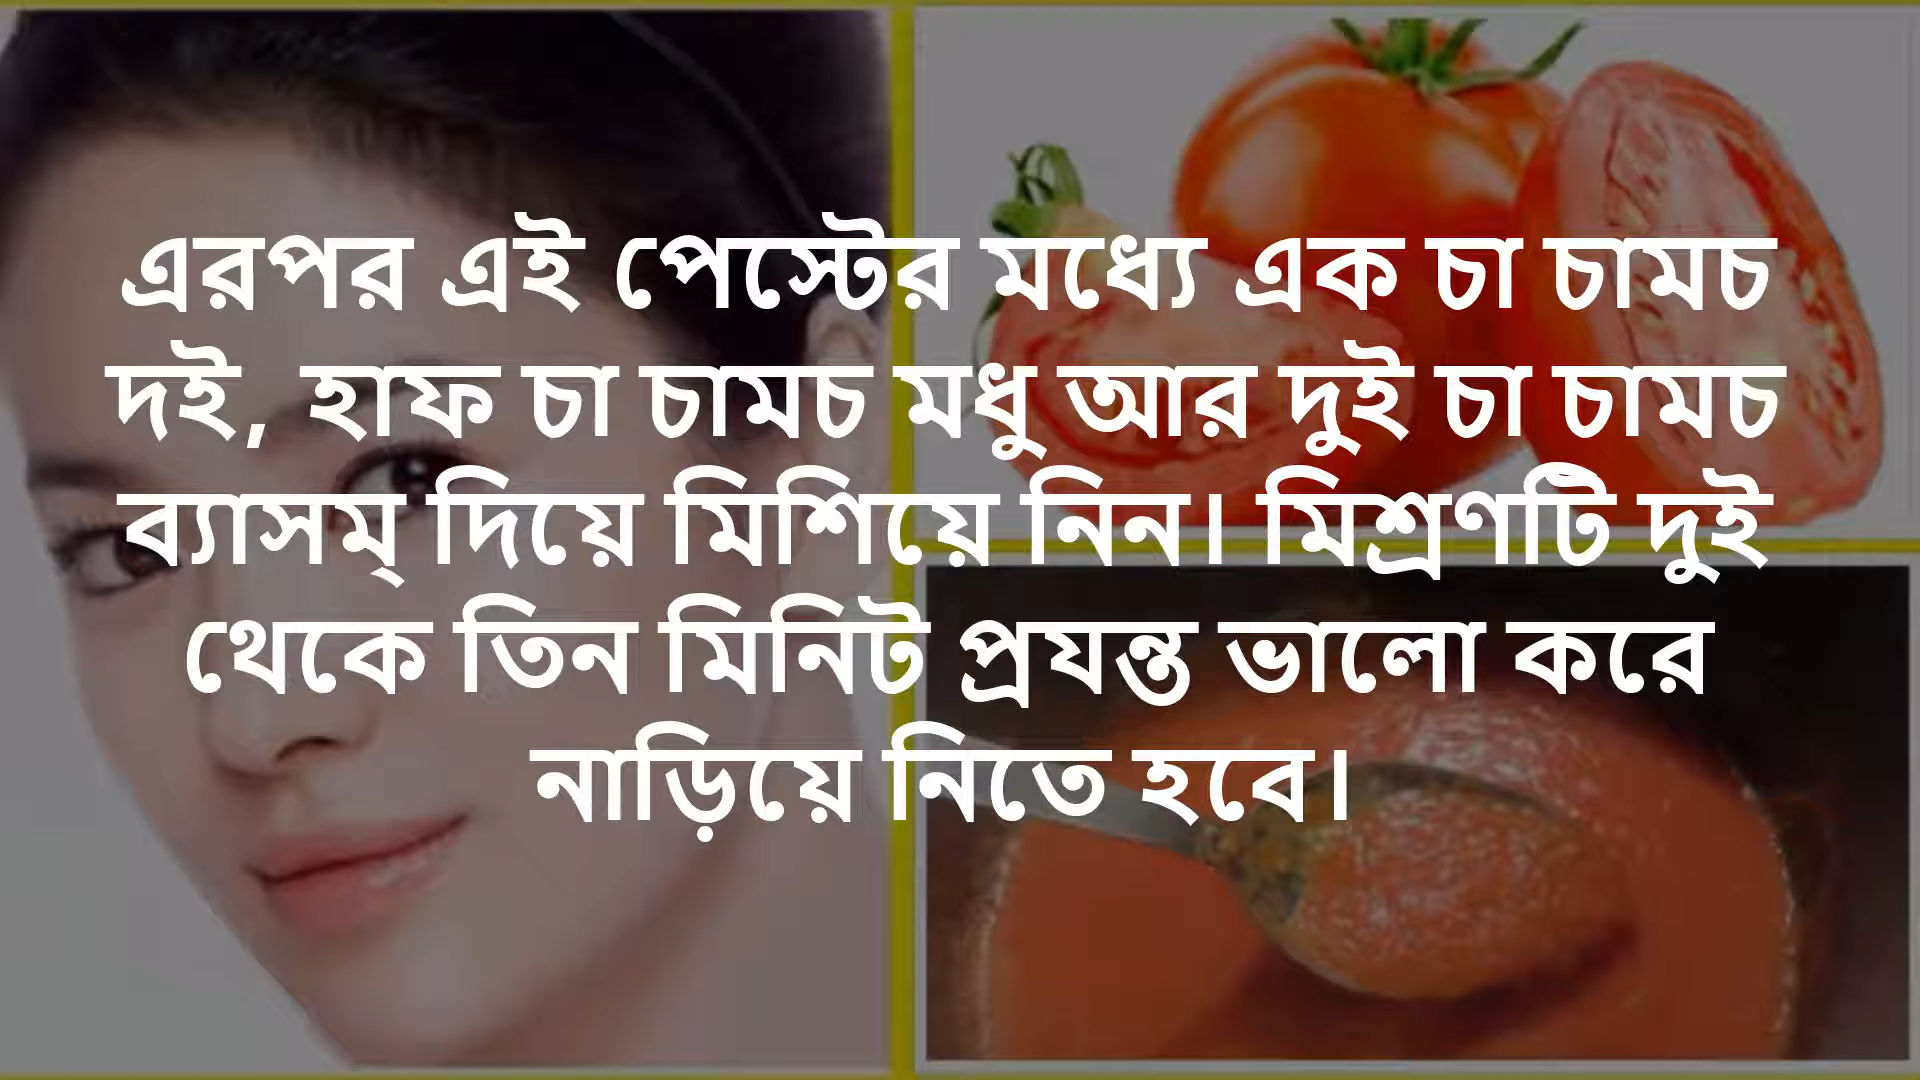 এরপর এই পেস্টের মধ্যে এক চা চামচ
দই, হাফ চা চামচ মধু আর দুই চা চামচ
ব্যাসম্ দিয়ে মিশিয়ে নিন। মিশ্রণটি দুই
থেকে তিন মিনিট প্রযন্ত ভালো করে
নাড়িয়ে নিতে হবে।